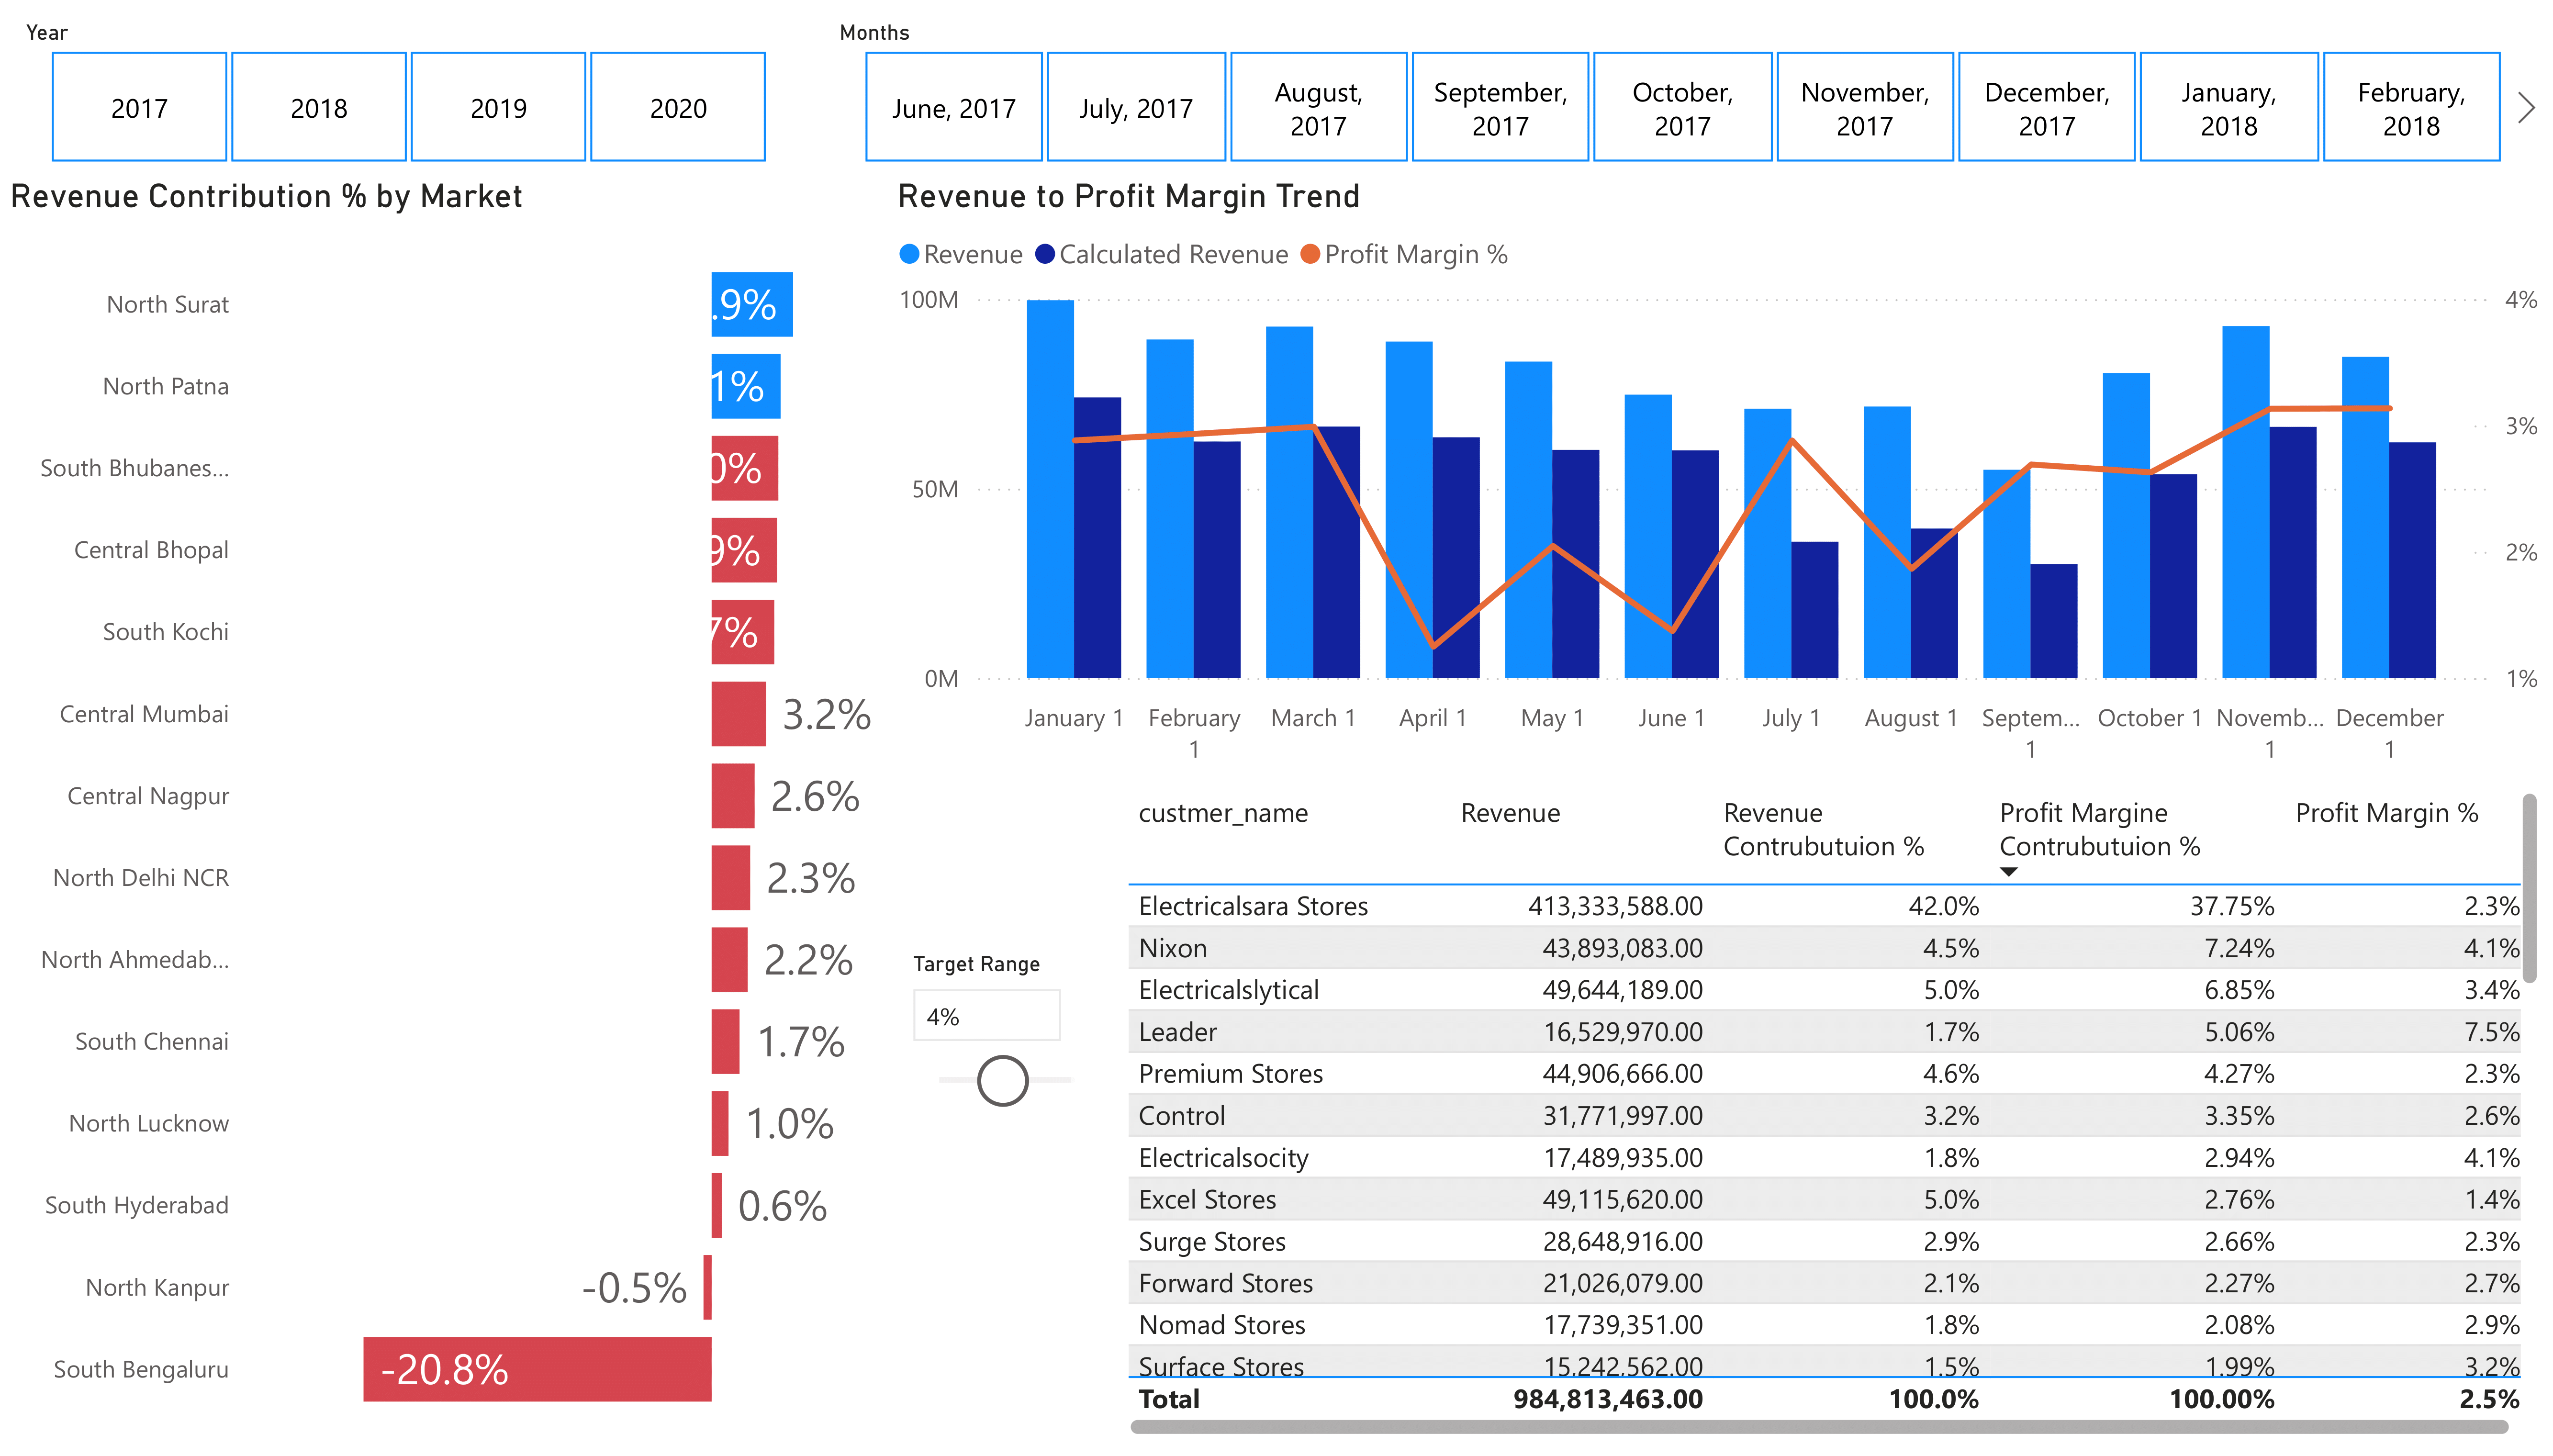 Year
2017
2018
2019
2020
Months
June, 2017
July, 2017
August,
2017
September,
2017
October,
2017
November,
2017
December,
2017
January,
2018
February,
2018
Revenue Contribution % by Market
North Surat
.9%
North Patna
1%
South Bhubanes...
0%
Central Bhopal
9%
South Kochi
7%
Central Mumbai
3.2%
Central Nagpur
2.6%
North Delhi NCR
2.3%
North Ahmedab...
2.2%
South Chennai
1.7%
North Lucknow
1.0%
South Hyderabad
0.6%
North Kanpur
-0.5%
South Bengaluru
-20.8%
Revenue to Profit Margin Trend
Revenue Calculated Revenue Profit Margin %
100M
50M
0M
4%
3%
2%
1%
January 1
February
1
March 1
April 1
May 1
June 1
July 1
August 1
Septem...
1
October 1
Novemb...
1
December
1
Target Range
4%
custmer_name
Revenue
Revenue
Contrubutuion %
Profit Margine
Contrubutuion %
Profit Margin %
Electricalsara Stores 413,333,588.00 42.0% 37.75% 2.3%
Nixon 43,893,083.00 4.5% 7.24% 4.1%
Electricalslytical 49,644,189.00 5.0% 6.85% 3.4%
Leader 16,529,970.00 1.7% 5.06% 7.5%
Premium Stores 44,906,666.00 4.6% 4.27% 2.3%
Control 31,771,997.00 3.2% 3.35% 2.6%
Electricalsocity 17,489,935.00 1.8% 2.94% 4.1%
Excel Stores 49,115,620.00 5.0% 2.76% 1.4%
Surge Stores 28,648,916.00 2.9% 2.66% 2.3%
Forward Stores 21,026,079.00 2.1% 2.27% 2.7%
Nomad Stores 17,739,351.00 1.8% 2.08% 2.9%
Surface Stores 15,242,562.00 1.5% 1.99% 3.2%
Total 984,813,463.00 100.0% 100.00% 2.5%